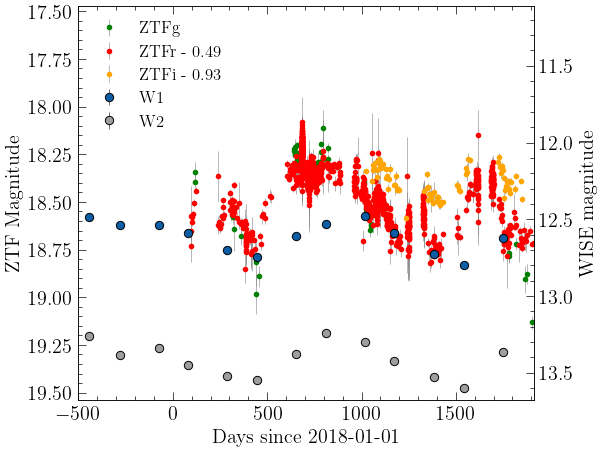 17.50
17.75
18.00
18.25
18.50
18.75
19.00
19.25
19.50
ZTF Magnitude
ZTFg
ZTFr - 0.49
ZTFi - 0.93
W1
W2
11.5
12.0
12.5
13.0
13.5
WISE magnitude
−500
0
500
1000
1500
Days since 2018-01-01